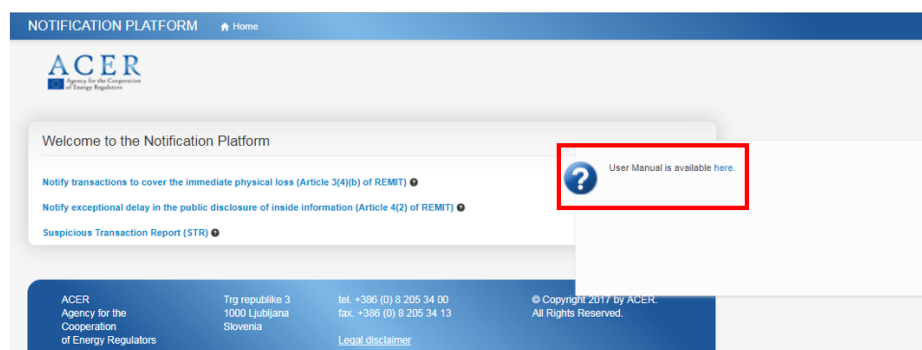 NOTIFICATION PLATFORM Home
ACER
Agency for the Cooperation
of Energy Regulators
Welcome to the Notification Platform
User Manual is available here.
Notify transactions to cover the immediate physical loss (Article 3(4)(b) of REMIT)
Notify exceptional delay in the public disclosure of inside information (Article 4(2) of REMIT)
Suspicious Transaction Report (STR)
ACER
Agency for the
Cooperation
of Energy Regulators
Trg republike 3
1000 Ljubljana
Slovenia
tel. +386 (0) 8 205 34 00
fax. +386 (0) 8 205 34 13
Legal disclaimer
© Copyright 2017 by ACER.
All Rights Reserved.